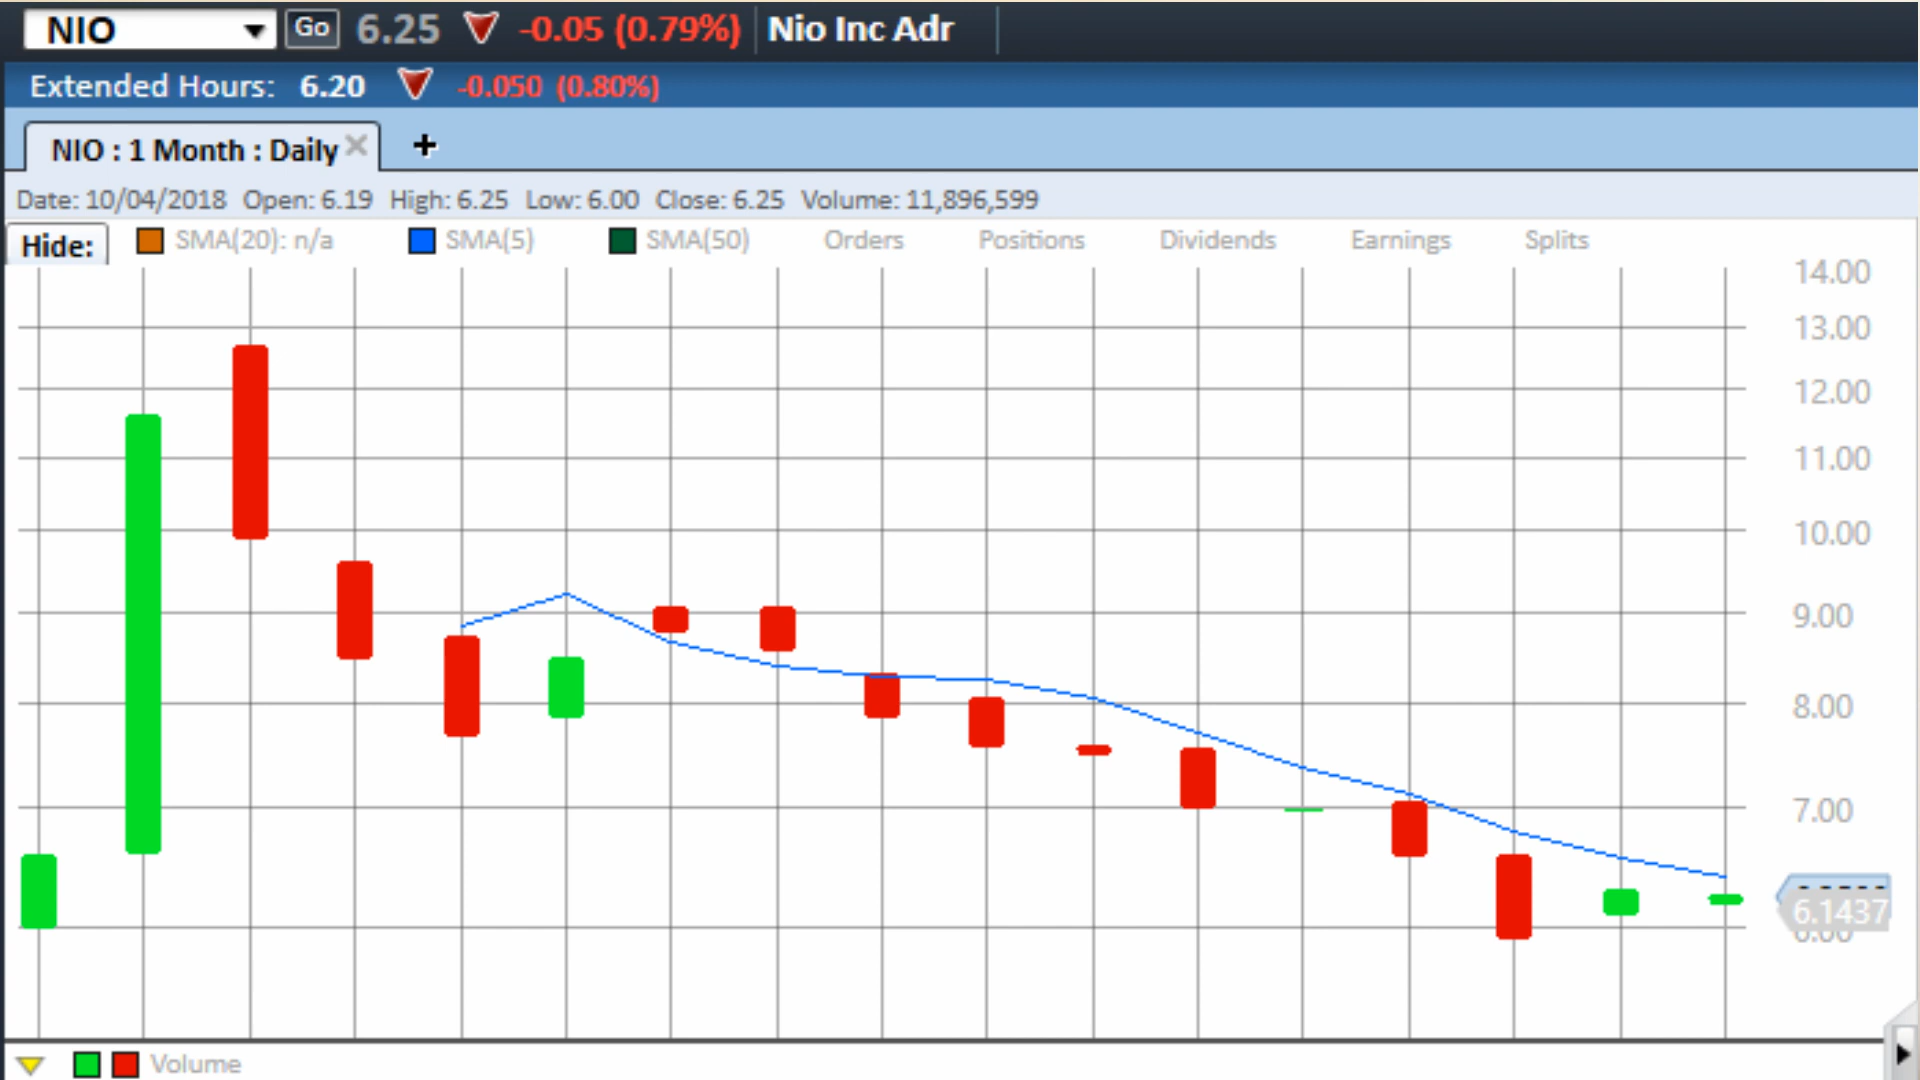 NIO Go 6.25 -0.05 (0.79%) Nio Inc Adr
Extended Hours: 6.20 -0.050 (0.80%)
NIO : 1 Month : Daily
Date: 10/04/2018 Open: 6.19 High: 6.25 Low: 6.00 Close: 6.25 Volume: 11,896,599
Hide: SMA(20): n/a SMA(5) SMA(50) Orders Positions Dividends Earnings Splits
14.00
13.00
12.00
11.00
10.00
9.00
8.00
7.00
6.1437
6.00
Volume